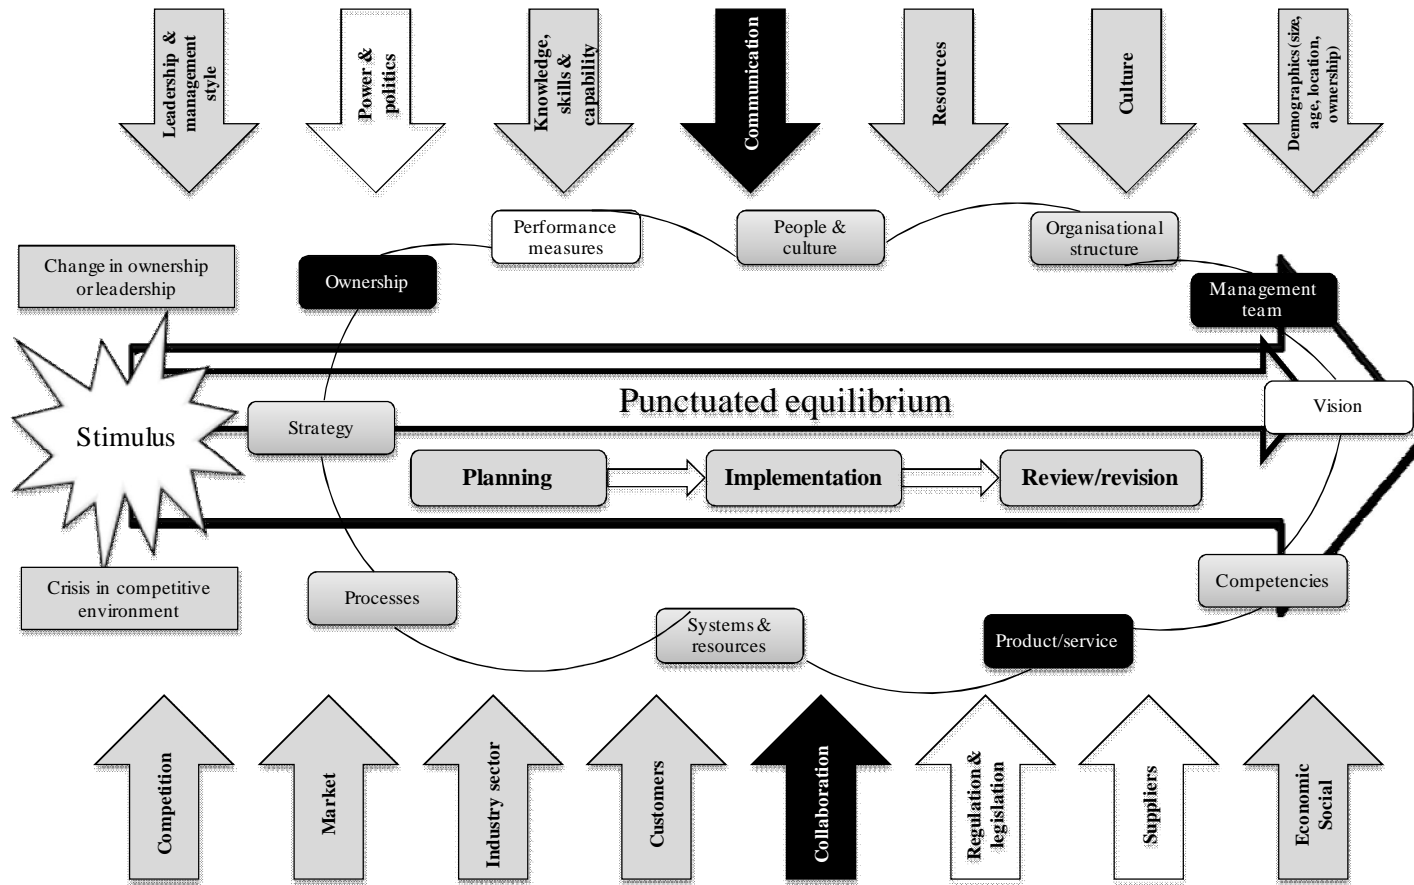 Leadership &
management
style
Power &
politics
Knowledge,
skills &
capability
Communication
Resources
Culture
Demographics (size,
age, location,
ownership)
Performance
measures
People &
culture
Organisational
structure
Change in ownership
or leadership
Ownership
Management
team
Punctuated equilibrium
Vision
Stimulus
Strategy
Planning
Implementation
Review/revision
Crisis in competitive
environment
Processes
Competencies
Systems &
resources
Product/service
Competition
Market
Industry sector
Customers
Collaboration
Regulation &
legislation
Suppliers
Economic
Social